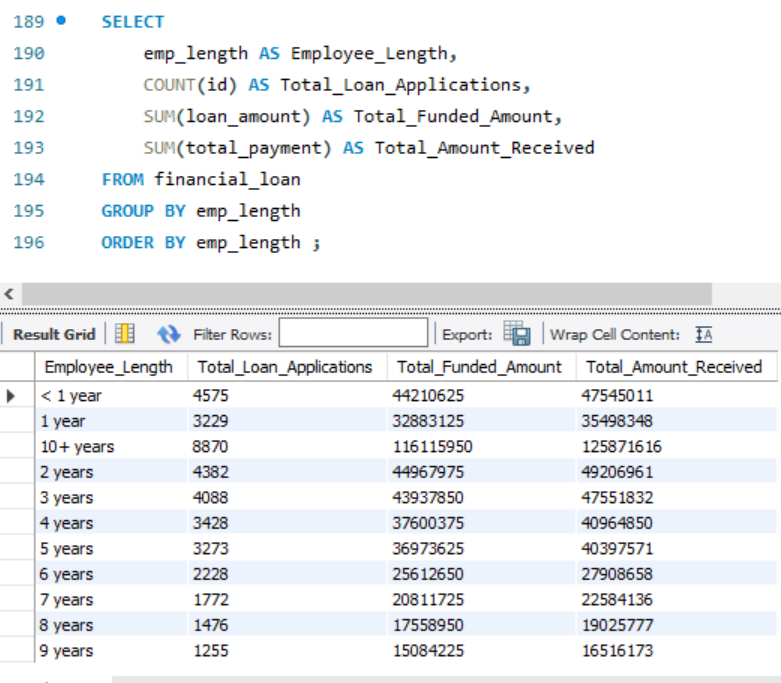 189 SELECT
190 emp_length AS Employee_Length,
191 COUNT(id) AS Total_Loan_Applications,
192 SUM(loan_amount) AS Total_Funded_Amount,
193 SUM(total_payment) AS Total_Amount_Received
194 FROM financial_loan
195 GROUP BY emp_length
196 ORDER BY emp_length ;
Result Grid Filter Rows: Export: Wrap Cell Content: IA
Employee_Length Total_Loan_Applications Total_Funded_Amount Total_Amount_Received
< 1 year 4575 44210625 47545011
1 year 3229 32883125 35498348
10+ years 8870 116115950 125871616
2 years 4382 44967975 49206961
3 years 4088 43937850 47551832
4 years 3428 37600375 40964850
5 years 3273 36973625 40397571
6 years 2228 25612650 27908658
7 years 1772 20811725 22584136
8 years 1476 17558950 19025777
9 years 1255 15084225 16516173